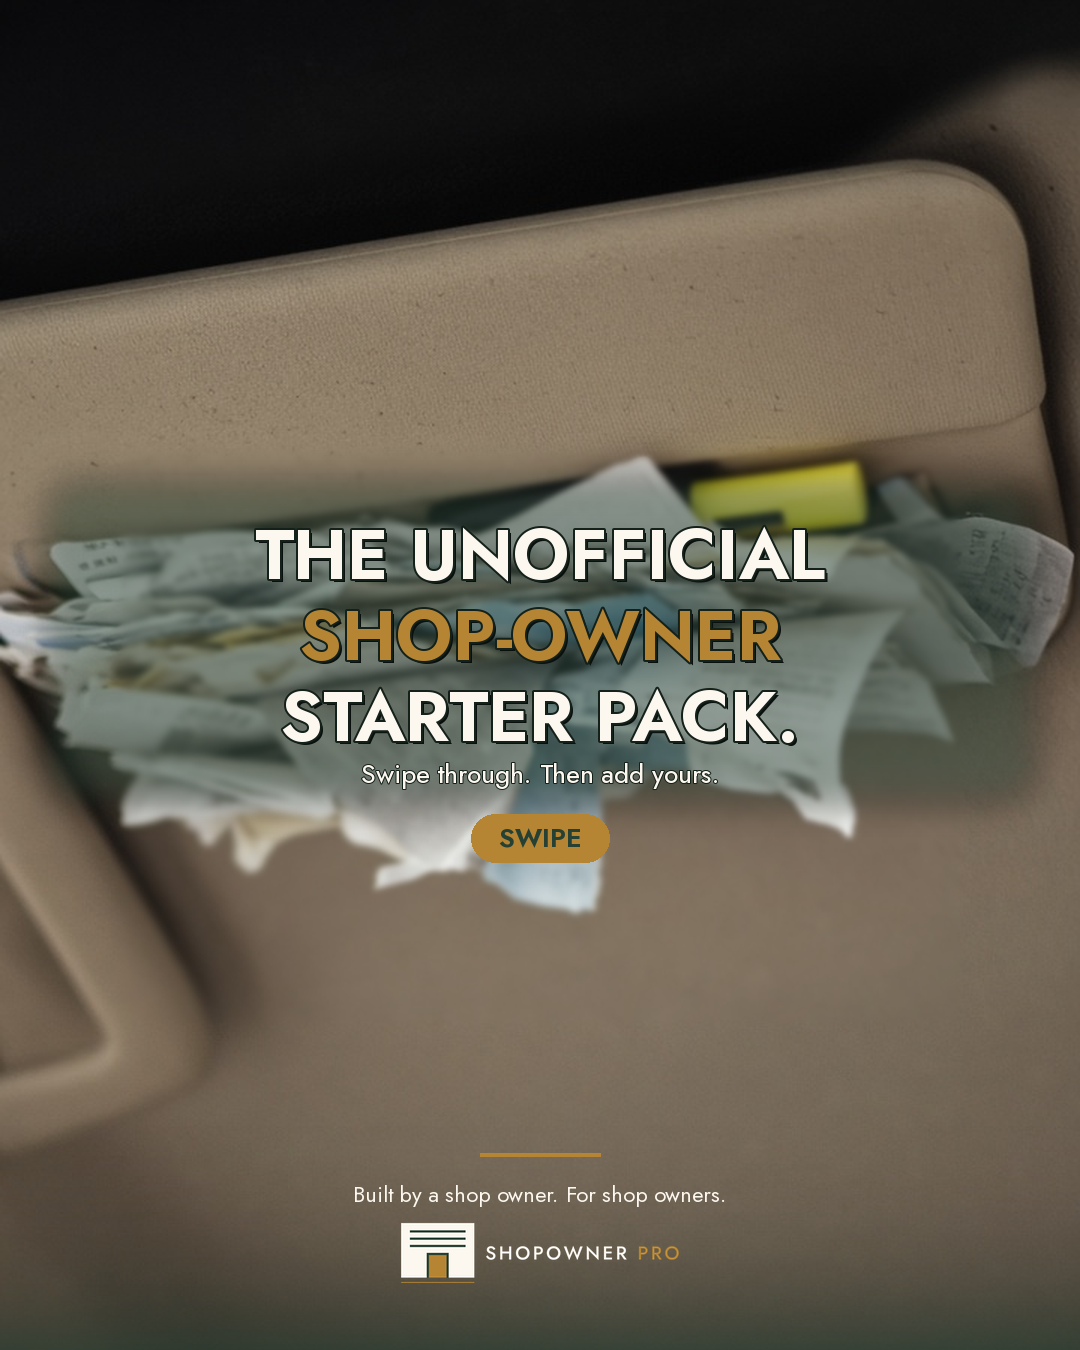 THE UNOFFICIAL
SHOP-OWNER
STARTER PACK.
Swipe through. Then add yours.
SWIPE
Built by a shop owner. For shop owners.
SHOPOWNER PRO